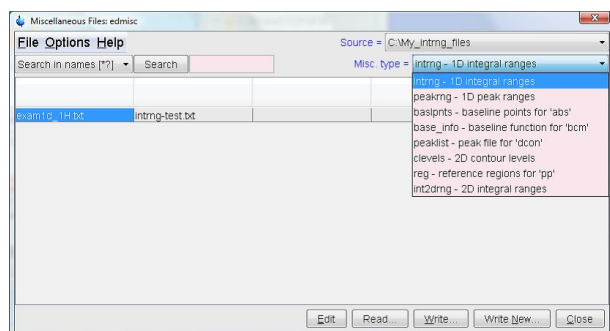 Miscellaneous Files: edmisc
File Options Help
Source = C:\My_intrng_files
Search in names [*?] Search
Misc. type = intrng - 1D integral ranges
intrng - 1D integral ranges
peakrng - 1D peak ranges
baslpnts - baseline points for 'abs'
base_info - baseline function for 'bcm'
peaklist - peak file for 'dcon'
clevels - 2D contour levels
reg - reference regions for 'pp'
int2drng - 2D integral ranges
exam1d_1H.txt intrng-test.txt
Edit Read... Write... Write New... Close